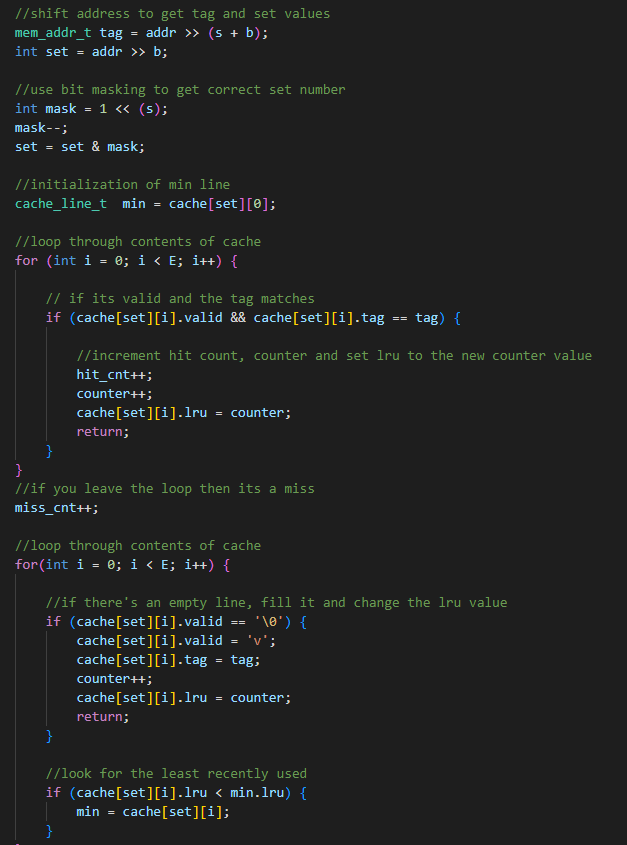 //shift address to get tag and set values
mem_addr_t tag = addr >> (s + b);
int set = addr >> b;

//use bit masking to get correct set number
int mask = 1 << (s);
mask--;
set = set & mask;

//initialization of min line
cache_line_t  min = cache[set][0];

//loop through contents of cache
for (int i = 0; i < E; i++) {

    // if its valid and the tag matches
    if (cache[set][i].valid && cache[set][i].tag == tag) {

        //increment hit count, counter and set lru to the new counter value
        hit_cnt++;
        counter++;
        cache[set][i].lru = counter;
        return;
    }
}
//if you leave the loop then its a miss
miss_cnt++;

//loop through contents of cache
for(int i = 0; i < E; i++) {

    //if there's an empty line, fill it and change the lru value
    if (cache[set][i].valid == '\0') {
        cache[set][i].valid = 'v';
        cache[set][i].tag = tag;
        counter++;
        cache[set][i].lru = counter;
        return;
    }

    //look for the least recently used
    if (cache[set][i].lru < min.lru) {
        min = cache[set][i];
    }